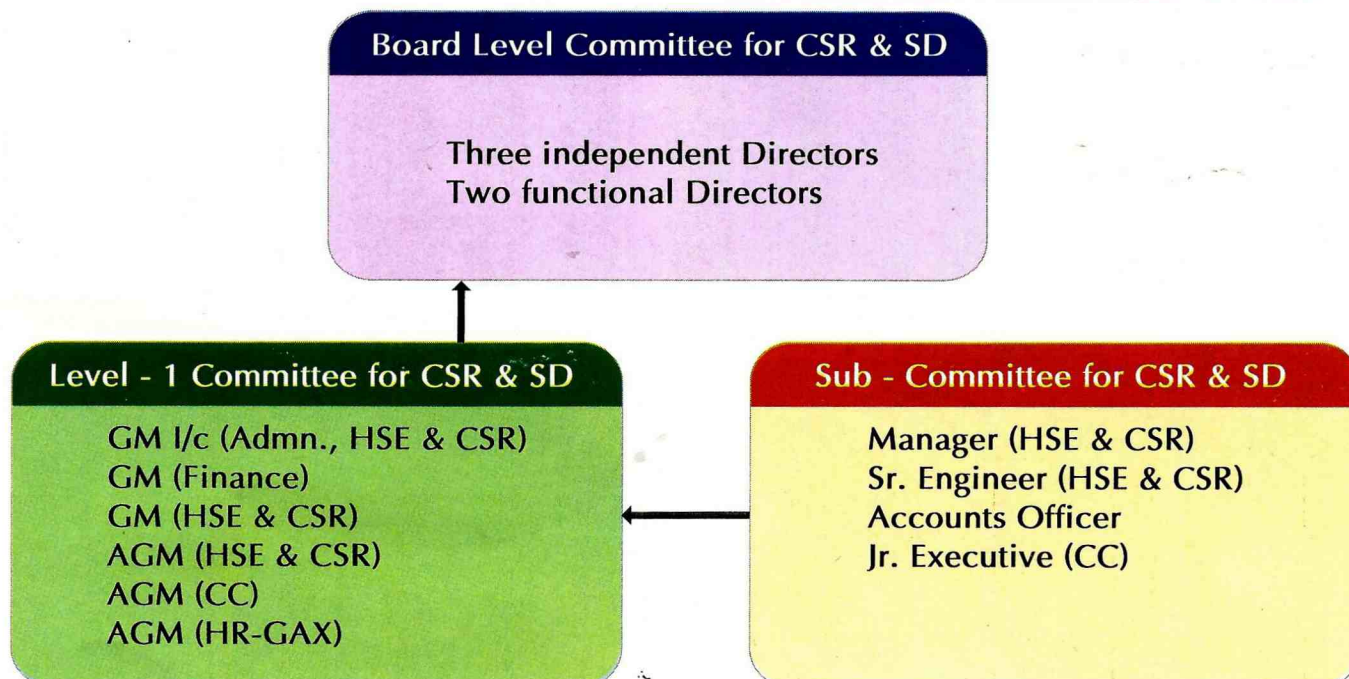 Board Level Committee for CSR & SD
Three independent Directors
Two functional Directors
Level - 1 Committee for CSR & SD
GM I/c (Admn., HSE & CSR)
GM (Finance)
GM (HSE & CSR)
AGM (HSE & CSR)
AGM (CC)
AGM (HR-GAX)
Sub - Committee for CSR & SD
Manager (HSE & CSR)
Sr. Engineer (HSE & CSR)
Accounts Officer
Jr. Executive (CC)